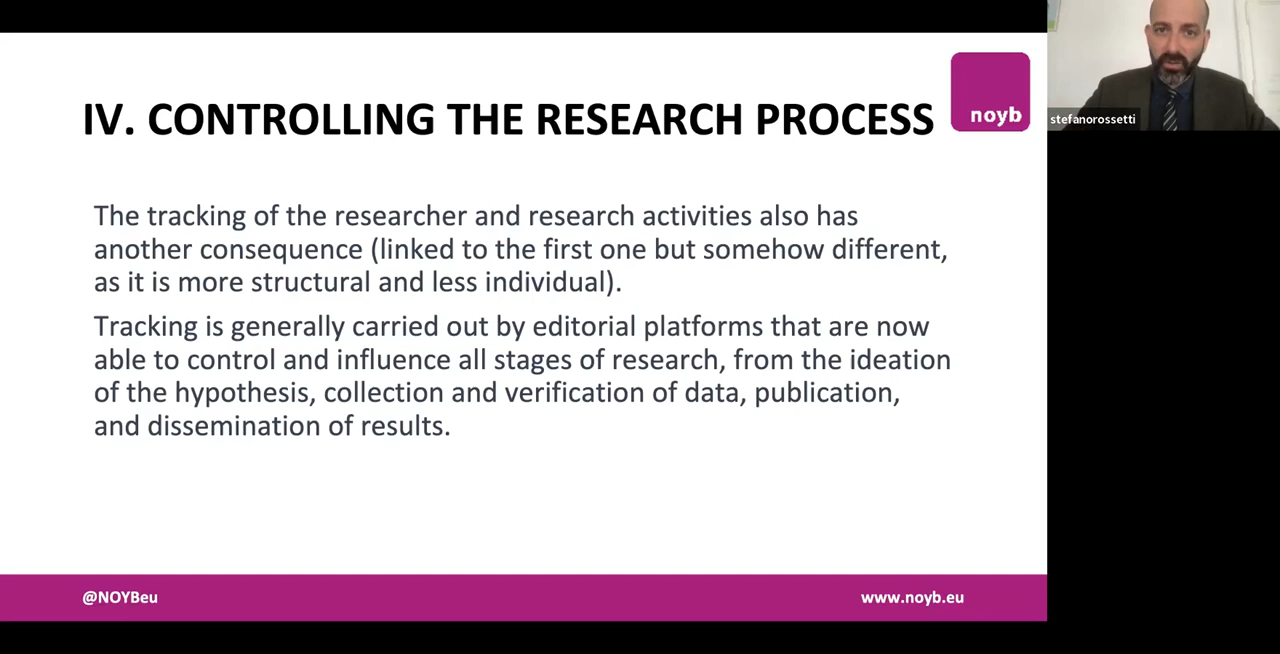 IV. CONTROLLING THE RESEARCH PROCESS
noyb
stefanorossetti
The tracking of the researcher and research activities also has
another consequence (linked to the first one but somehow different,
as it is more structural and less individual).
Tracking is generally carried out by editorial platforms that are now
able to control and influence all stages of research, from the ideation
of the hypothesis, collection and verification of data, publication,
and dissemination of results.
@NOYBeu
www.noyb.eu